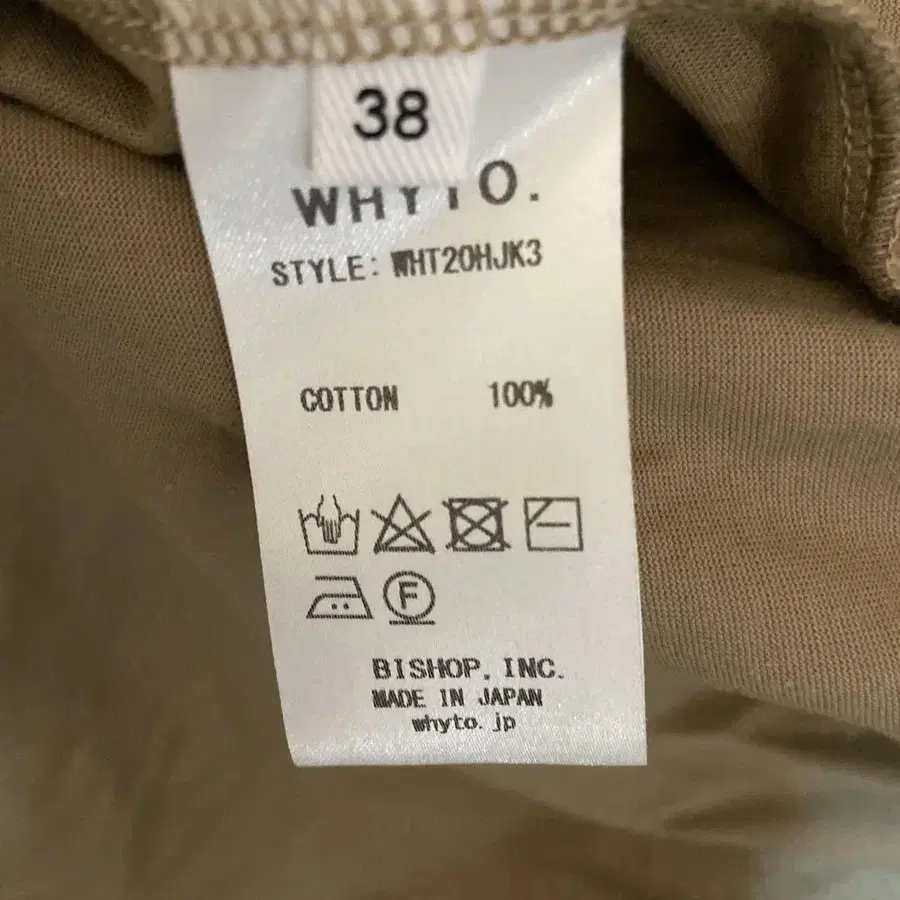 38
WHYTO.
STYLE: WHT20HJK3
COTTON 100%
F
BISHOP, INC.
MADE IN JAPAN
whyto.jp